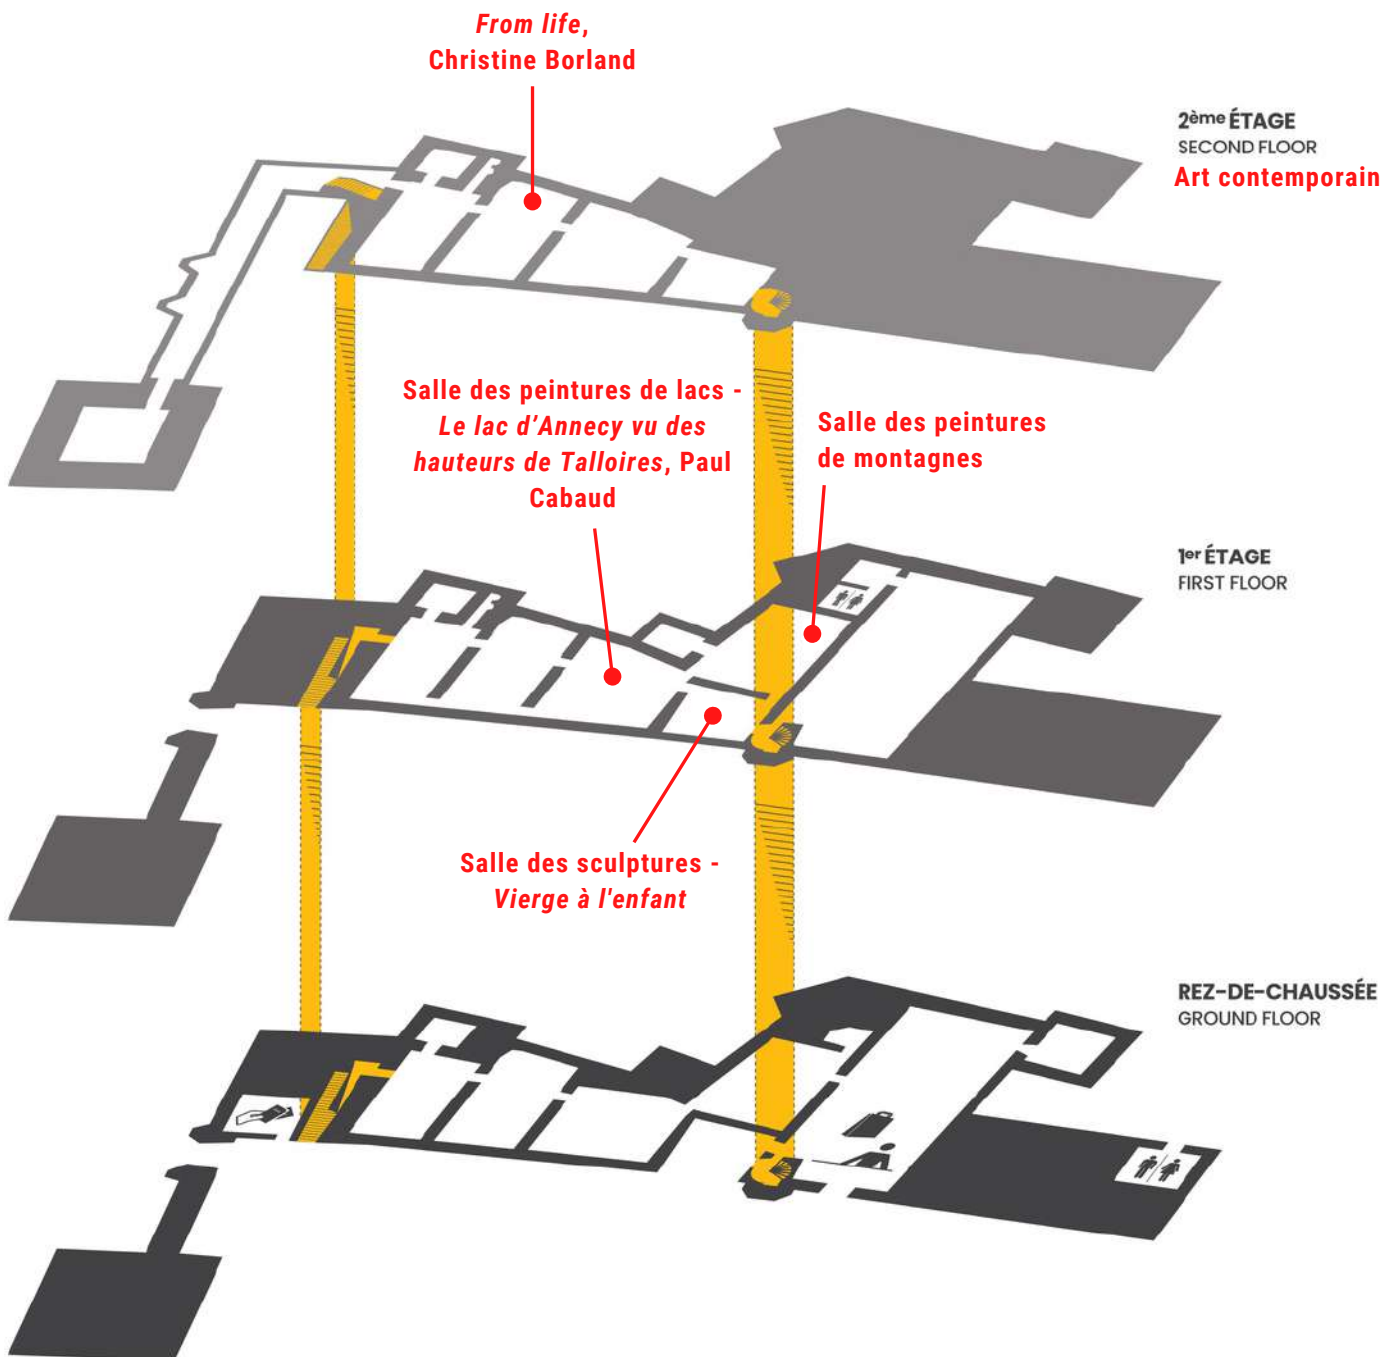 From life,
Christine Borland
2ème ÉTAGE
SECOND FLOOR
Art contemporain
Salle des peintures de lacs -
Le lac d’Annecy vu des
hauteurs de Talloires, Paul
Cabaud
Salle des peintures
de montagnes
1er ÉTAGE
FIRST FLOOR
Salle des sculptures -
Vierge à l'enfant
REZ-DE-CHAUSSÉE
GROUND FLOOR